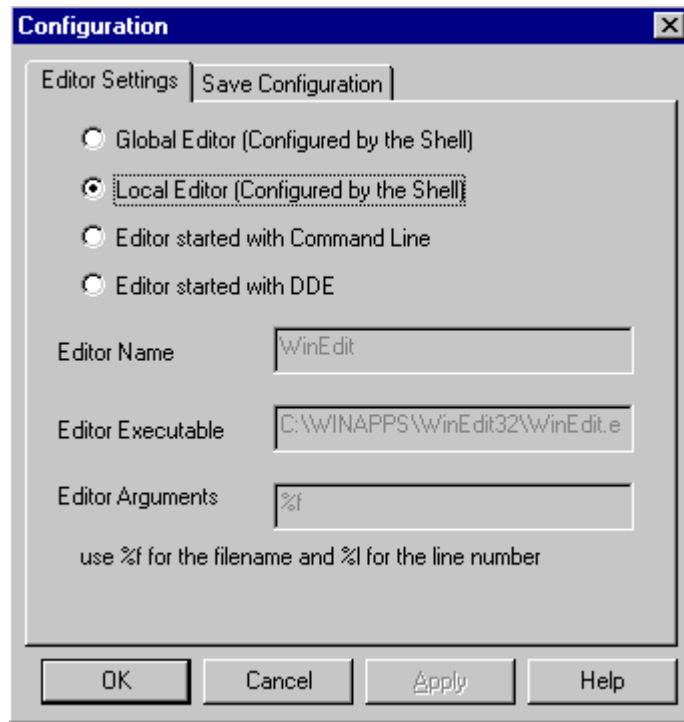 Configuration
Editor Settings Save Configuration
Global Editor (Configured by the Shell)
Local Editor (Configured by the Shell)
Editor started with Command Line
Editor started with DDE
Editor Name WinEdit
Editor Executable C:\WINAPPS\WinEdit32\WinEdit.e
Editor Arguments %f
use %f for the filename and %l for the line number
OK Cancel Apply Help